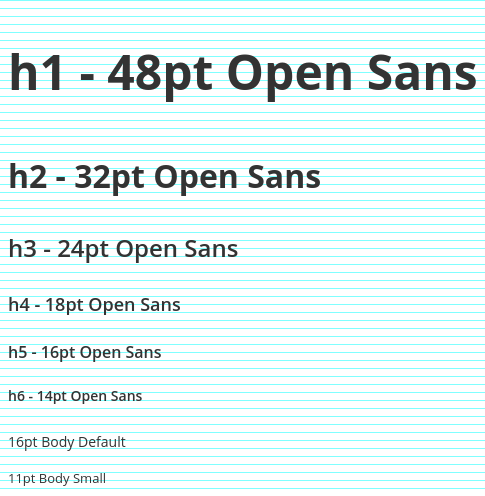 h1 - 48pt Open Sans
h2 - 32pt Open Sans
h3 - 24pt Open Sans
h4 - 18pt Open Sans
h5 - 16pt Open Sans
h6 - 14pt Open Sans
16pt Body Default
11pt Body Small